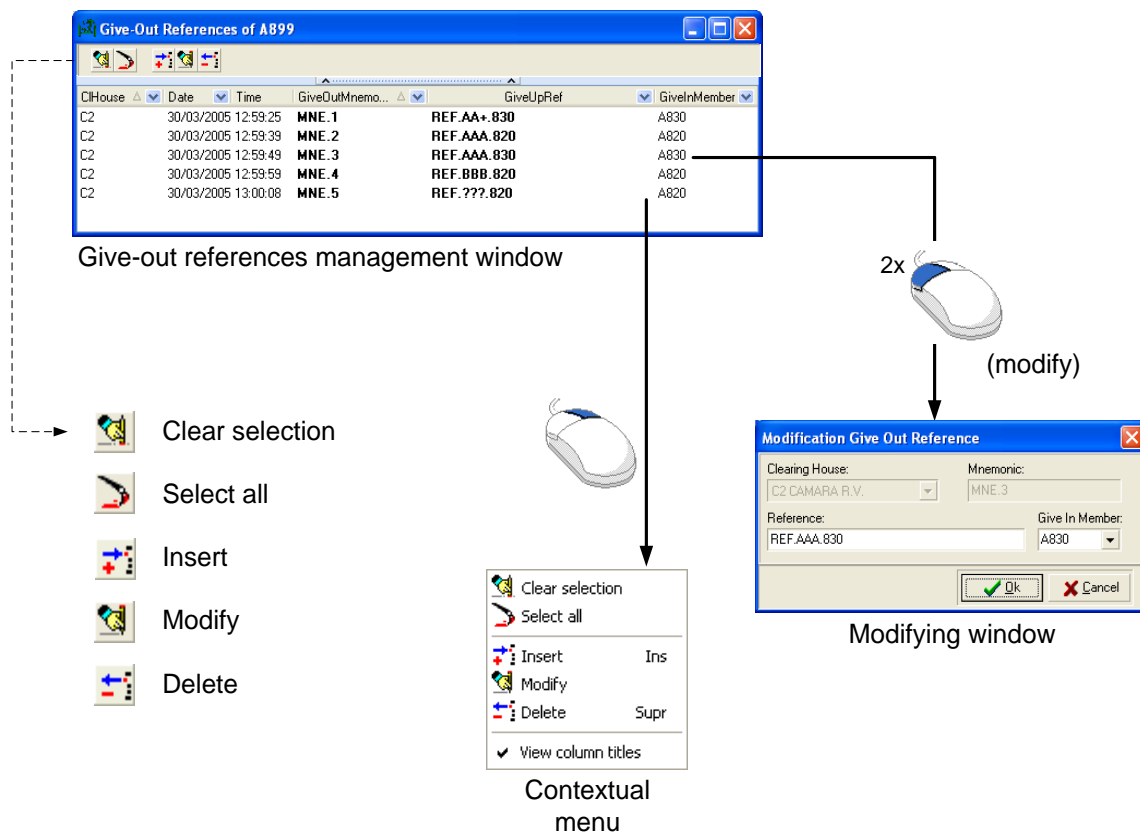 Give-Out References of A899
ClHouse Date Time GiveOutMnemo... GiveUpRef GiveInMember
C2 30/03/2005 12:59:25 MNE.1 REF.AA+.830 A830
C2 30/03/2005 12:59:39 MNE.2 REF.AAA.820 A820
C2 30/03/2005 12:59:49 MNE.3 REF.AAA.830 A830
C2 30/03/2005 12:59:59 MNE.4 REF.BBB.820 A820
C2 30/03/2005 13:00:08 MNE.5 REF.???.820 A820
Give-out references management window
2x
(modify)
Clear selection
Select all
Insert
Modify
Delete
Modification Give Out Reference
Clearing House: Mnemonic:
C2 CAMARA R.V. MNE.3
Reference: Give In Member:
REF.AAA.830 A830
Ok Cancel
Modifying window
Clear selection
Select all
Insert Ins
Modify
Delete Supr
View column titles
Contextual
menu